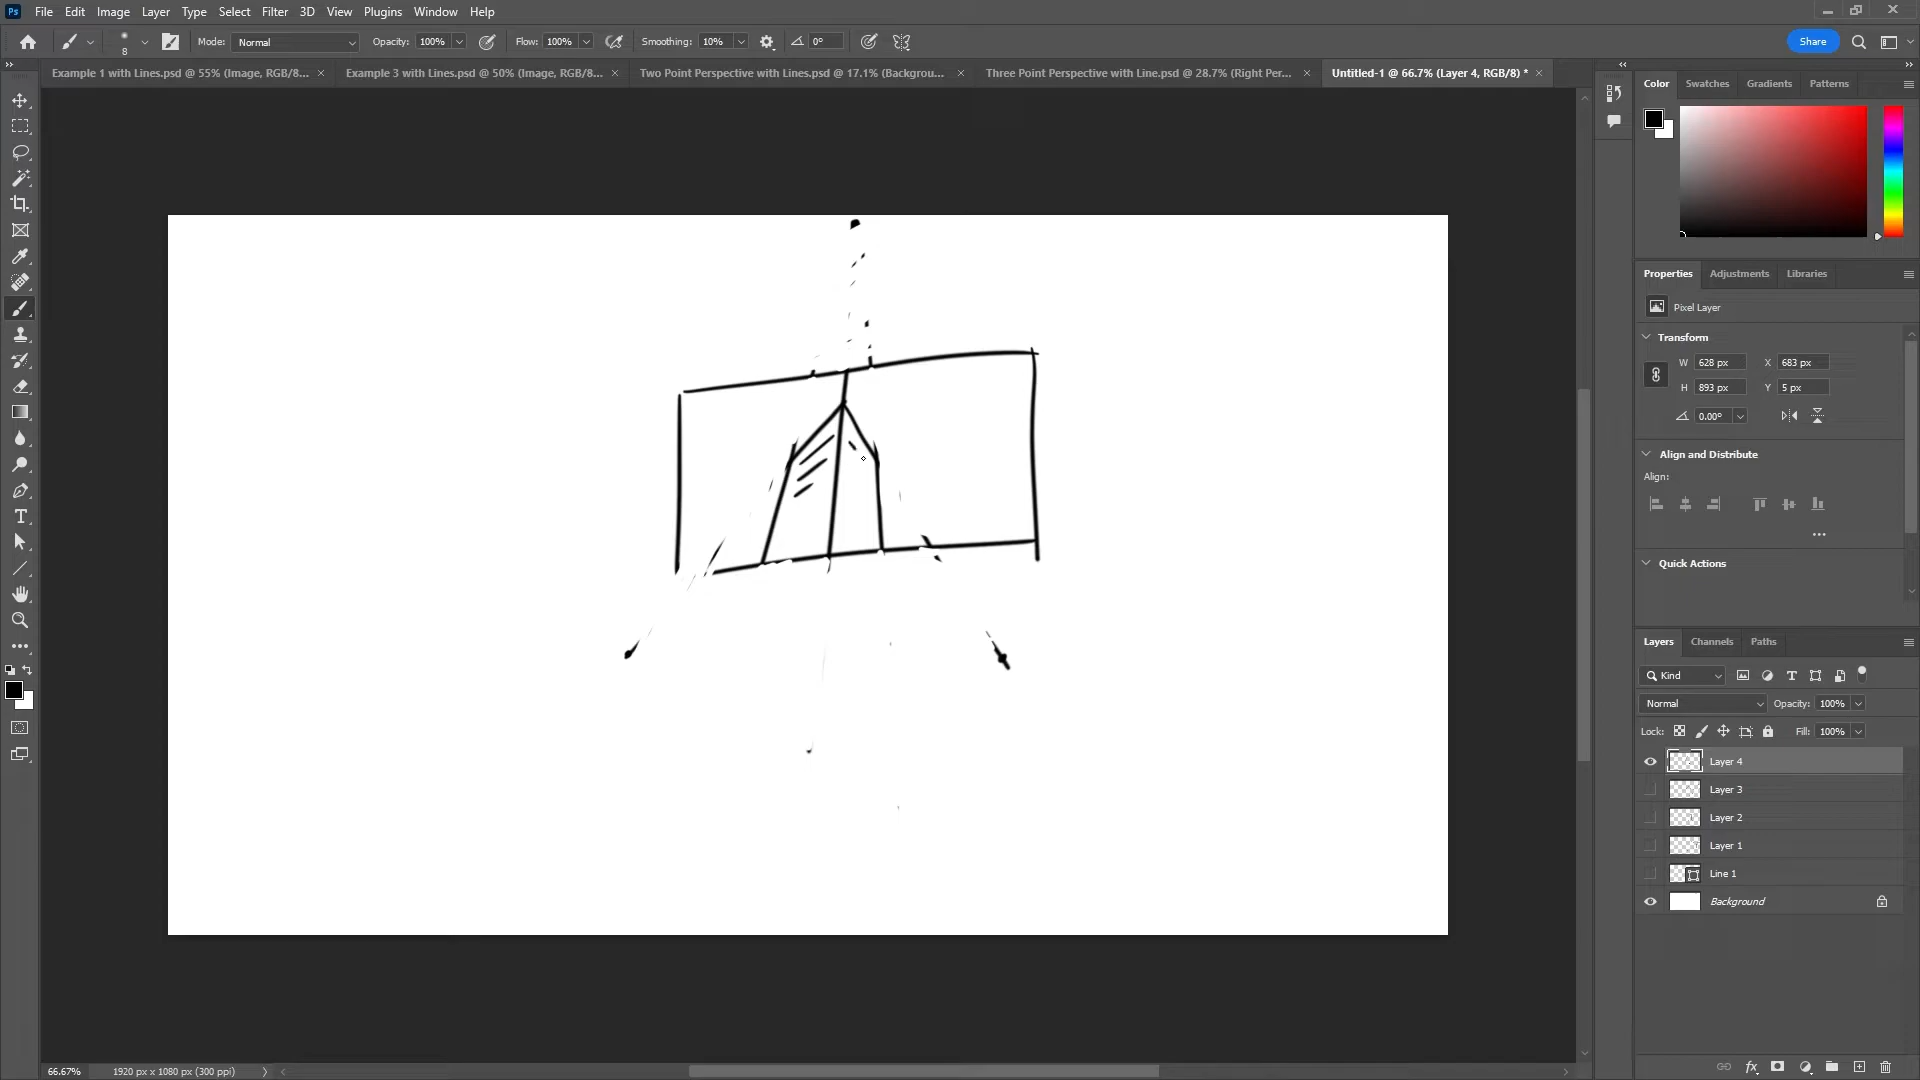 Ps File Edit Image Layer Type Select Filter 3D View Plugins Window Help
8 Mode: Normal Opacity: 100% Flow: 100% Smoothing: 10% 0° Share
Example 1 with Lines.psd @ 55% (Image, RGB/8... × Example 3 with Lines.psd @ 50% (Image, RGB/8... × Two Point Perspective with Lines.psd @ 17.1% (Backgrou... × Three Point Perspective with Line.psd @ 28.7% (Right Per... × Untitled-1 @ 66.7% (Layer 4, RGB/8) * ×
Color Swatches Gradients Patterns
Properties Adjustments Libraries
Pixel Layer
Transform
W 628 px X 683 px
H 893 px Y 5 px
0.00°
Align and Distribute
Align:
Quick Actions
Layers Channels Paths
Kind
Normal Opacity: 100%
Lock: Fill: 100%
Layer 4
Layer 3
Layer 2
Layer 1
Line 1
Background
fx
66.67% 1920 px x 1080 px (300 ppi)